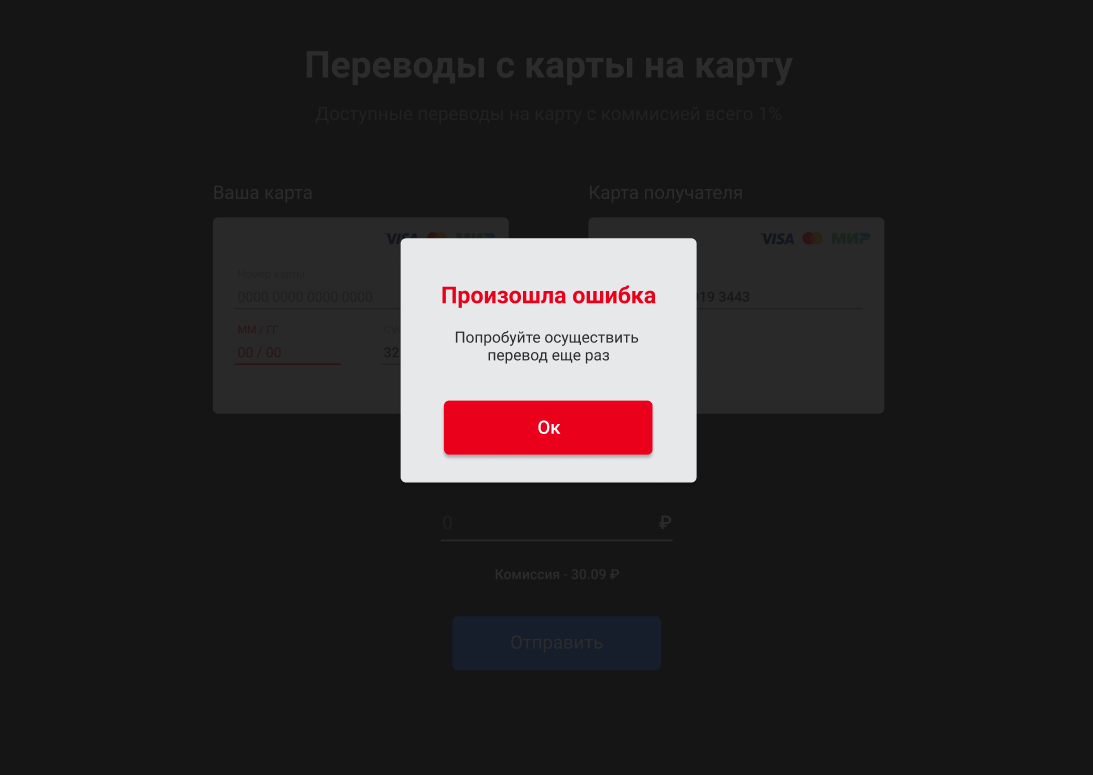 Переводы с карты на карту
Доступные переводы на карту с коммисией всего 1%
Ваша карта
Карта получателя
VISA МИР
VISA МИР
Номер карты
0000 0000 0000 0000
19 3443
ММ / ГГ
00 / 00
32
Произошла ошибка
Попробуйте осуществить
перевод еще раз
Ок
0 ₽
Комиссия - 30.09 ₽
Отправить